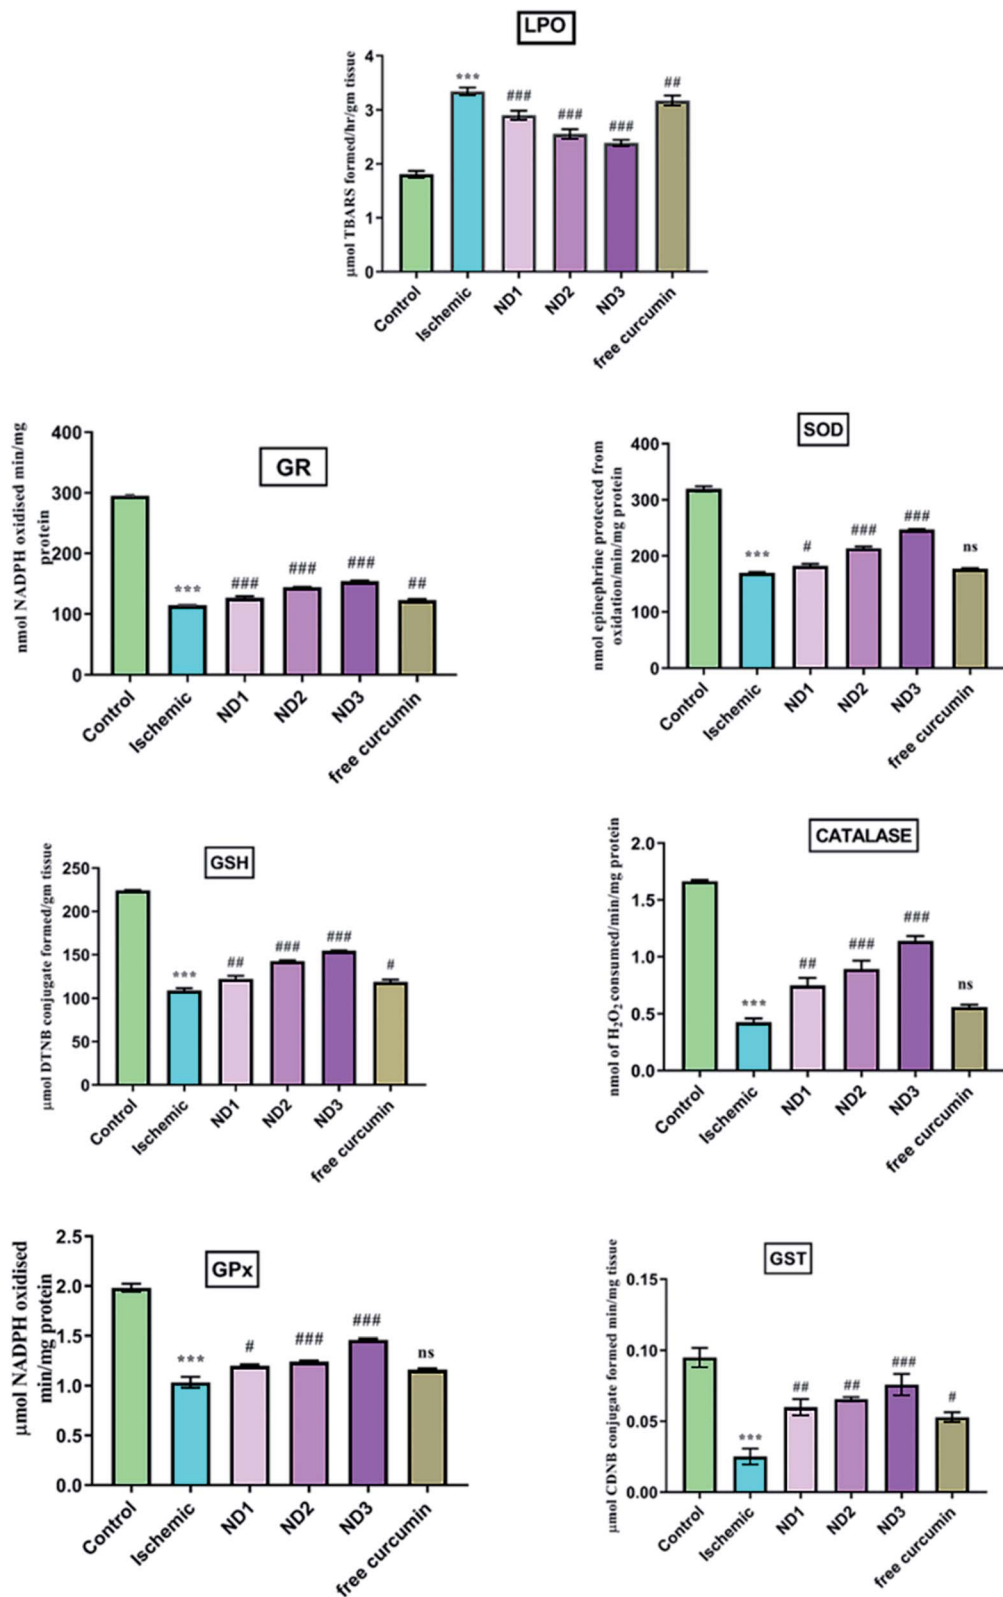 LPO
μmol TBARS formed/hr/gm tissue
4
3
2
1
0
***
###
###
###
##
Control
Ischemic
ND1
ND2
ND3
free curcumin
GR
nmol NADPH oxidised min/mg
protein
400
300
200
100
0
***
###
###
###
##
Control
Ischemic
ND1
ND2
ND3
free curcumin
SOD
nmol epinephrine protected from
oxidation/min/mg protein
400
300
200
100
0
***
#
###
###
ns
Control
Ischemic
ND1
ND2
ND3
free curcumin
GSH
μmol DTNB conjugate formed/gm tissue
250
200
150
100
50
0
***
##
###
###
#
Control
Ischemic
ND1
ND2
ND3
free curcumin
CATALASE
nmol of H₂O₂ consumed/min/mg protein
2.0
1.5
1.0
0.5
0.0
***
##
###
###
ns
Control
Ischemic
ND1
ND2
ND3
free curcumin
GPx
μmol NADPH oxidised
min/mg protein
2.5
2.0
1.5
1.0
0.5
0.0
***
#
###
###
ns
Control
Ischemic
ND1
ND2
ND3
free curcumin
GST
μmol CDNB conjugate formed min/mg tissue
0.15
0.10
0.05
0.00
***
##
##
###
#
Control
Ischemic
ND1
ND2
ND3
free curcumin